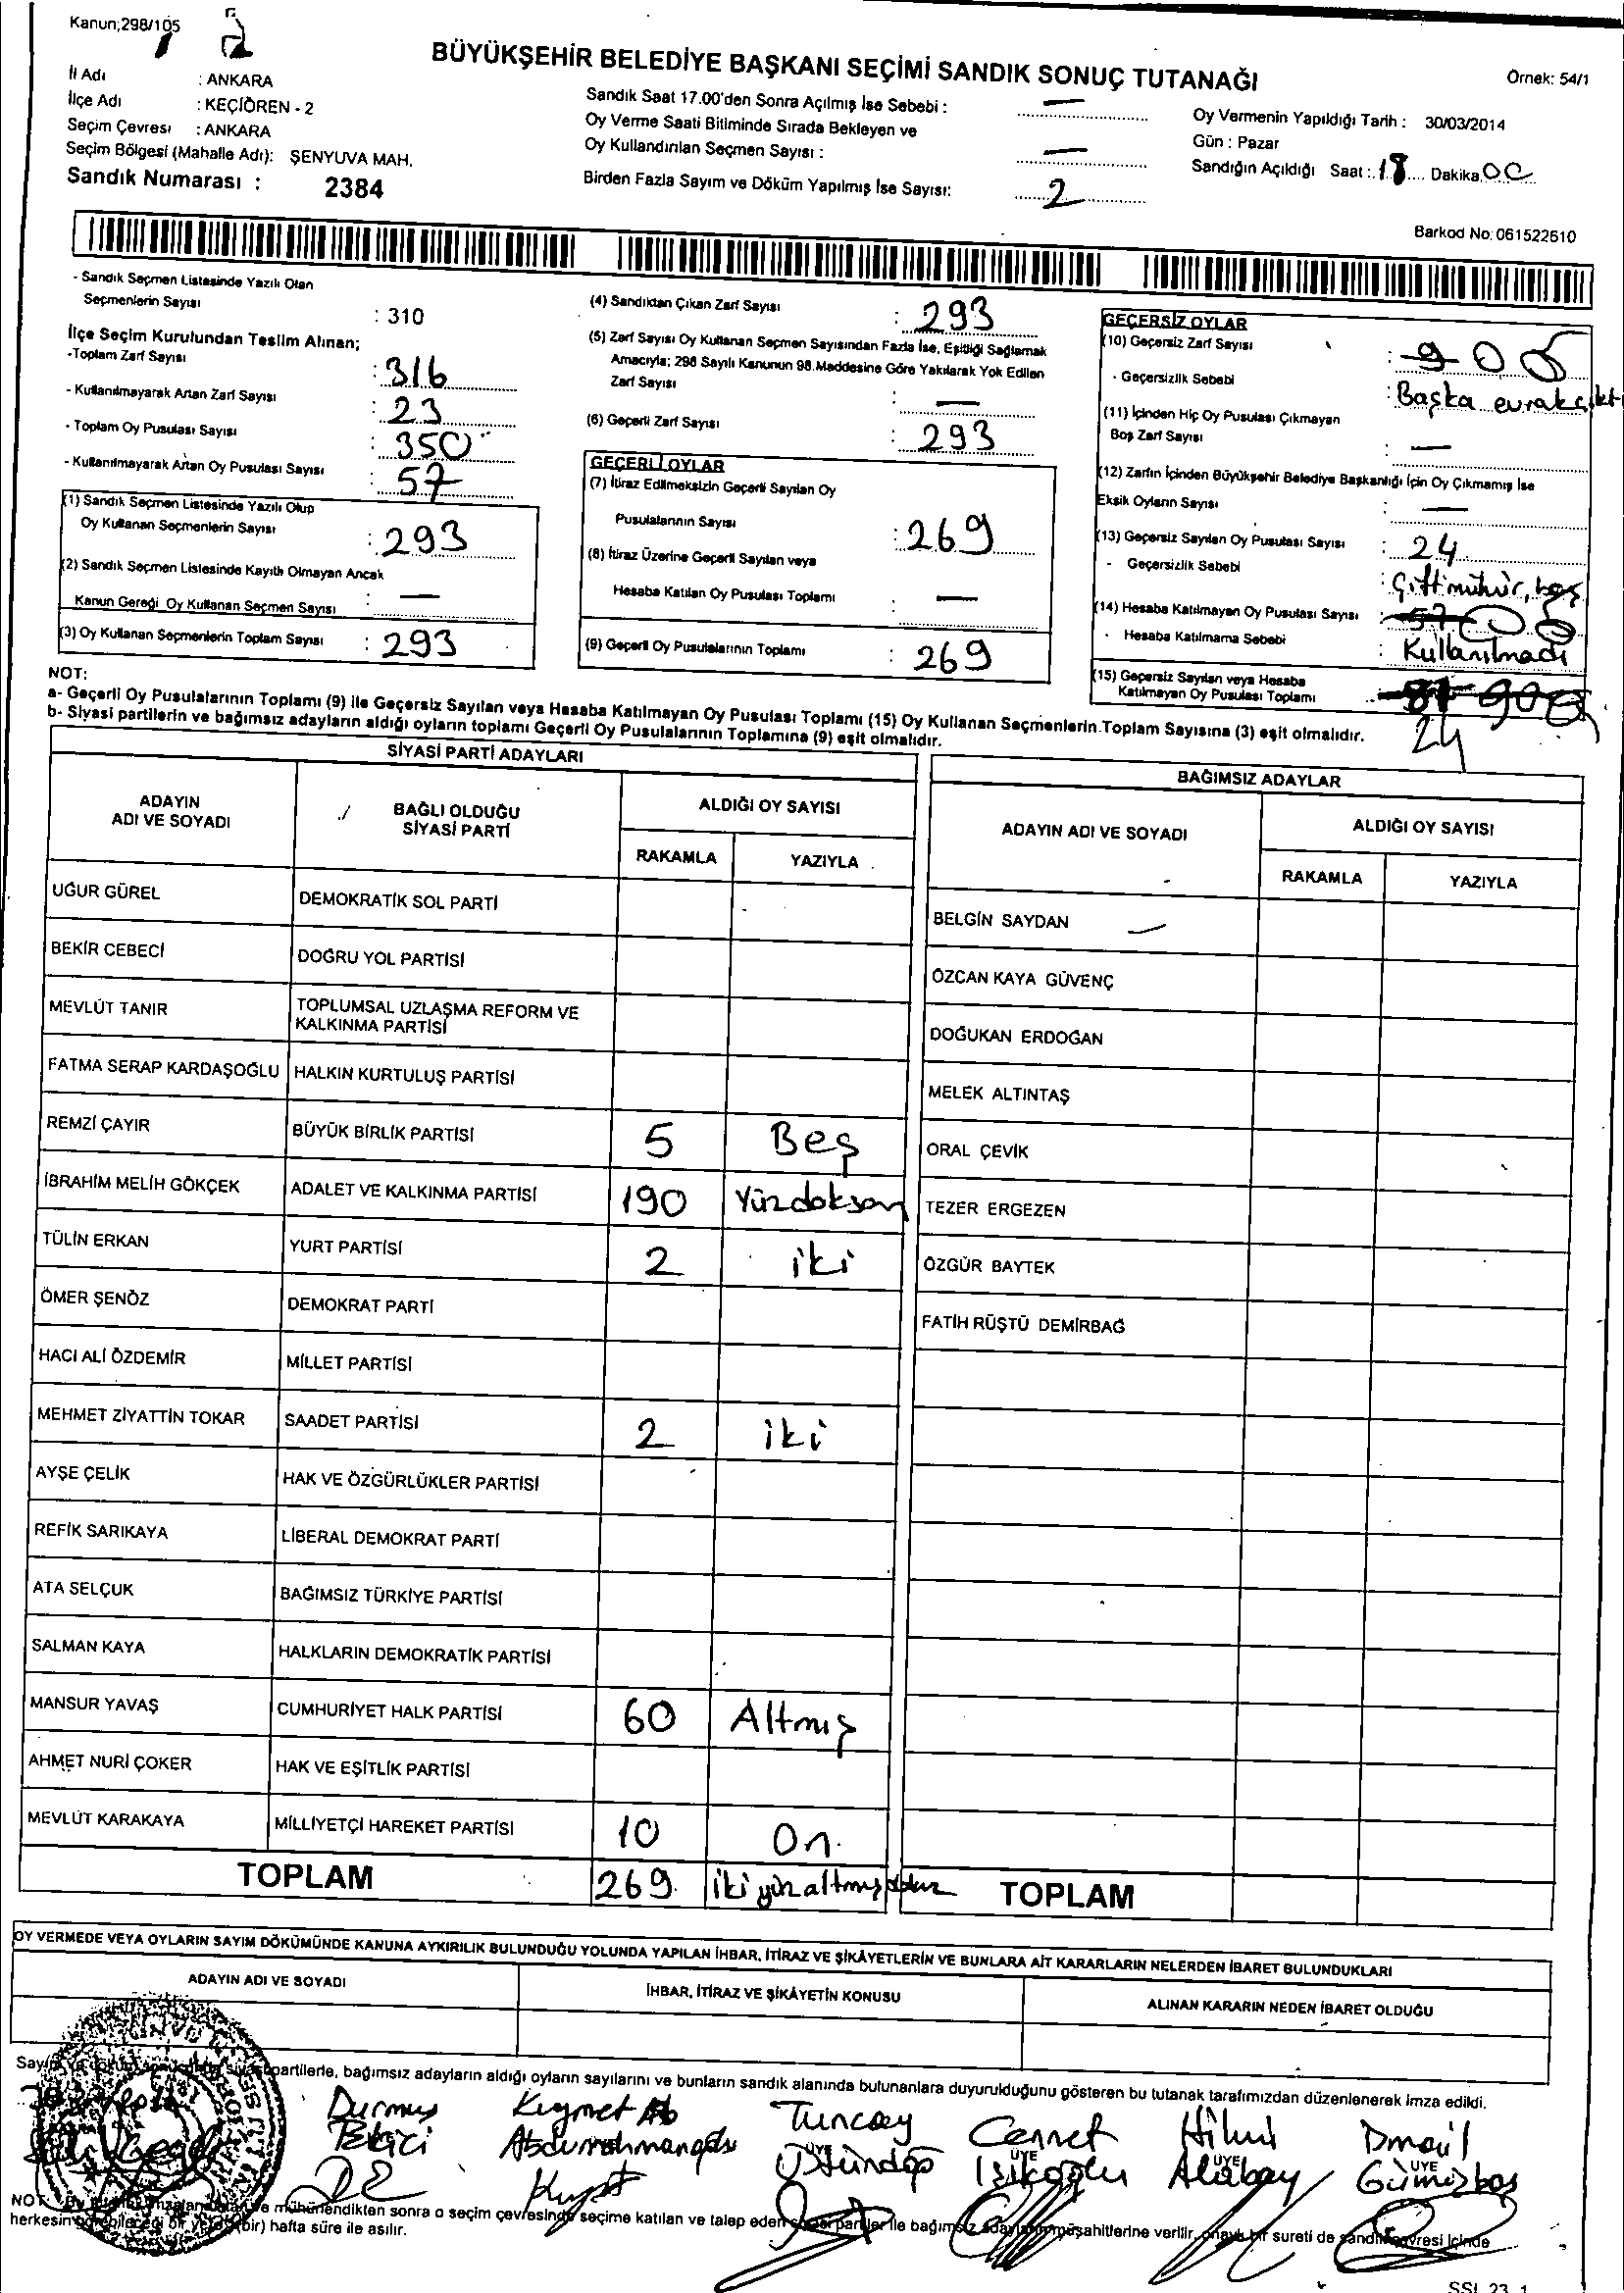 Kanun;298/105
BÜYÜKŞEHİR BELEDİYE BAŞKANI SEÇİMİ SANDIK SONUÇ TUTANAĞI
Örnek: 54/1
İl Adı : ANKARA
İlçe Adı : KEÇİÖREN - 2
Seçim Çevresi : ANKARA
Seçim Bölgesi (Mahalle Adı): ŞENYUVA MAH.
Sandık Numarası : 2384
Sandık Saat 17.00'den Sonra Açılmış İse Sebebi : —
Oy Verme Saati Bitiminde Sırada Bekleyen ve
Oy Kullandırılan Seçmen Sayısı : —
Birden Fazla Sayım ve Döküm Yapılmış İse Sayısı: 2
Oy Vermenin Yapıldığı Tarih : 30/03/2014
Gün : Pazar
Sandığın Açıldığı Saat : 18 Dakika 00
Barkod No: 061522610
- Sandık Seçmen Listesinde Yazılı Olan
Seçmenlerin Sayısı : 310
İlçe Seçim Kurulundan Teslim Alınan;
-Toplam Zarf Sayısı : 316
- Kullanılmayarak Artan Zarf Sayısı : 23
- Toplam Oy Pusulası Sayısı : 350
- Kullanılmayarak Artan Oy Pusulası Sayısı : 57
(1) Sandık Seçmen Listesinde Yazılı Olup
Oy Kullanan Seçmenlerin Sayısı : 293
(2) Sandık Seçmen Listesinde Kayıtlı Olmayan Ancak
Kanun Gereği Oy Kullanan Seçmen Sayısı : —
(3) Oy Kullanan Seçmenlerin Toplam Sayısı : 293
(4) Sandıktan Çıkan Zarf Sayısı : 293
(5) Zarf Sayısı Oy Kullanan Seçmen Sayısından Fazla İse, Eşitliği Sağlamak
Amacıyla; 298 Sayılı Kanunun 98.Maddesine Göre Yakılarak Yok Edilen
Zarf Sayısı : —
(6) Geçerli Zarf Sayısı : 293
GEÇERLİ OYLAR
(7) İtiraz Edilmeksizin Geçerli Sayılan Oy
Pusulalarının Sayısı : 269
(8) İtiraz Üzerine Geçerli Sayılan veya
Hesaba Katılan Oy Pusulası Toplamı : —
(9) Geçerli Oy Pusulalarının Toplamı : 269
GEÇERSİZ OYLAR
(10) Geçersiz Zarf Sayısı : 9 0
- Geçersizlik Sebebi : Başka evrak çıktı
(11) İçinden Hiç Oy Pusulası Çıkmayan
Boş Zarf Sayısı : —
(12) Zarfın İçinden Büyükşehir Belediye Başkanlığı İçin Oy Çıkmamış İse
Eksik Oyların Sayısı : —
(13) Geçersiz Sayılan Oy Pusulası Sayısı : 24
- Geçersizlik Sebebi : Çift mühür, boş
(14) Hesaba Katılmayan Oy Pusulası Sayısı : 57 0
- Hesaba Katılmama Sebebi : Kullanılmadı
(15) Geçersiz Sayılan veya Hesaba
Katılmayan Oy Pusulası Toplamı : 24
NOT:
a- Geçerli Oy Pusulalarının Toplamı (9) ile Geçersiz Sayılan veya Hesaba Katılmayan Oy Pusulası Toplamı (15) Oy Kullanan Seçmenlerin Toplam Sayısına (3) eşit olmalıdır.
b- Siyasi partilerin ve bağımsız adayların aldığı oyların toplamı Geçerli Oy Pusulalarının Toplamına (9) eşit olmalıdır.
SİYASİ PARTİ ADAYLARI
ADAYIN ADI VE SOYADI BAĞLI OLDUĞU SİYASİ PARTİ ALDIĞI OY SAYISI
RAKAMLA YAZIYLA
UĞUR GÜREL DEMOKRATİK SOL PARTİ
BEKİR CEBECİ DOĞRU YOL PARTİSİ
MEVLÜT TANIR TOPLUMSAL UZLAŞMA REFORM VE KALKINMA PARTİSİ
FATMA SERAP KARDAŞOĞLU HALKIN KURTULUŞ PARTİSİ
REMZİ ÇAYIR BÜYÜK BİRLİK PARTİSİ 5 Beş
İBRAHİM MELİH GÖKÇEK ADALET VE KALKINMA PARTİSİ 190 Yüzdoksan
TÜLİN ERKAN YURT PARTİSİ 2 iki
ÖMER ŞENÖZ DEMOKRAT PARTİ
HACI ALİ ÖZDEMİR MİLLET PARTİSİ
MEHMET ZİYATTİN TOKAR SAADET PARTİSİ 2 iki
AYŞE ÇELİK HAK VE ÖZGÜRLÜKLER PARTİSİ
REFİK SARIKAYA LİBERAL DEMOKRAT PARTİ
ATA SELÇUK BAĞIMSIZ TÜRKİYE PARTİSİ
SALMAN KAYA HALKLARIN DEMOKRATİK PARTİSİ
MANSUR YAVAŞ CUMHURİYET HALK PARTİSİ 60 Altmış
AHMET NURİ ÇOKER HAK VE EŞİTLİK PARTİSİ
MEVLÜT KARAKAYA MİLLİYETÇİ HAREKET PARTİSİ 10 On
TOPLAM 269 iki yüz altmış dokuz
BAĞIMSIZ ADAYLAR
ADAYIN ADI VE SOYADI ALDIĞI OY SAYISI
RAKAMLA YAZIYLA
BELGİN SAYDAN
ÖZCAN KAYA GÜVENÇ
DOĞUKAN ERDOĞAN
MELEK ALTINTAŞ
ORAL ÇEVİK
TEZER ERGEZEN
ÖZGÜR BAYTEK
FATİH RÜŞTÜ DEMİRBAĞ
TOPLAM
OY VERMEDE VEYA OYLARIN SAYIM DÖKÜMÜNDE KANUNA AYKIRILIK BULUNDUĞU YOLUNDA YAPILAN İHBAR, İTİRAZ VE ŞİKÂYETLERİN VE BUNLARA AİT KARARLARIN NELERDEN İBARET BULUNDUKLARI
ADAYIN ADI VE SOYADI İHBAR, İTİRAZ VE ŞİKÂYETİN KONUSU ALINAN KARARIN NEDEN İBARET OLDUĞU
Sayım ve döküm siyasi partilerle, bağımsız adayların aldığı oyların sayılarını ve bunların sandık alanında bulunanlara duyurulduğunu gösteren bu tutanak tarafımızdan düzenlenerek imza edildi.
Durmuş Kıymet Tuncay Cennet Hilmi İsmail
Üstündağ Işıkoğlu Alabay Gümüşbaş
ÜYE ÜYE ÜYE ÜYE
NOT: mühürlendikten sonra o seçim çevresinde seçime katılan ve talep eden siyasi partiler ile bağımsız adayların müşahitlerine verilir, onaylı bir sureti de sandık çevresi içinde
herkesin (bir) hafta süre ile asılır.
SSL 23 1